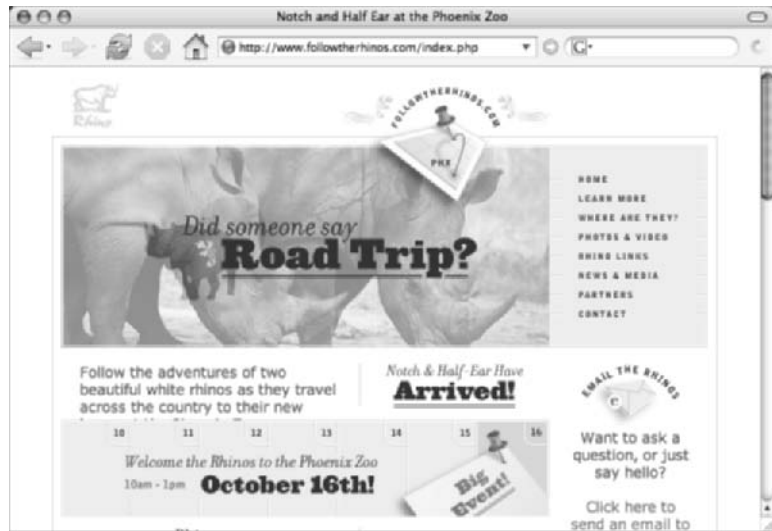 Notch and Half Ear at the Phoenix Zoo
http://www.followtherhinos.com/index.php
G
Rhino
FOLLOWTHERHINOS.COM
PHX
Did someone say
Road Trip?
HOME
LEARN MORE
WHERE ARE THEY?
PHOTOS & VIDEO
RHINO LINKS
NEWS & MEDIA
PARTNERS
CONTACT
Follow the adventures of two
beautiful white rhinos as they travel
across the country to their new
Notch & Half-Ear Have
Arrived!
EMAIL THE RHINOS
Want to ask a
question, or just
say hello?
Click here to
send an email to
10 11 12 13 14 15 16
Welcome the Rhinos to the Phoenix Zoo
10am - 1pm October 16th!
Big
Event!